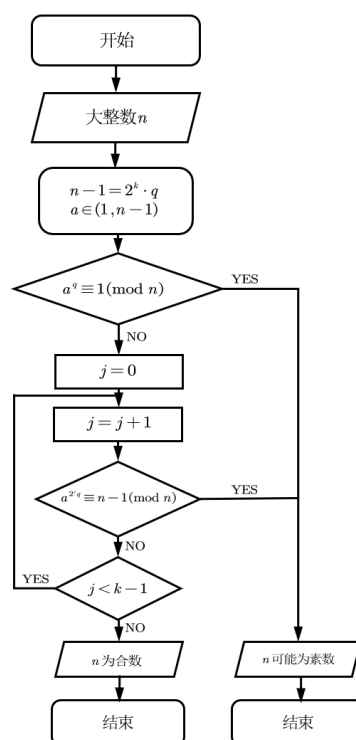 开始
大整数n
n-1=2^k·q
a∈(1,n-1)
a^q≡1(mod n)
YES
NO
j=0
j=j+1
a^{2^j q}≡n-1(mod n)
YES
NO
YES
j<k-1
NO
n为合数
n可能为素数
结束
结束